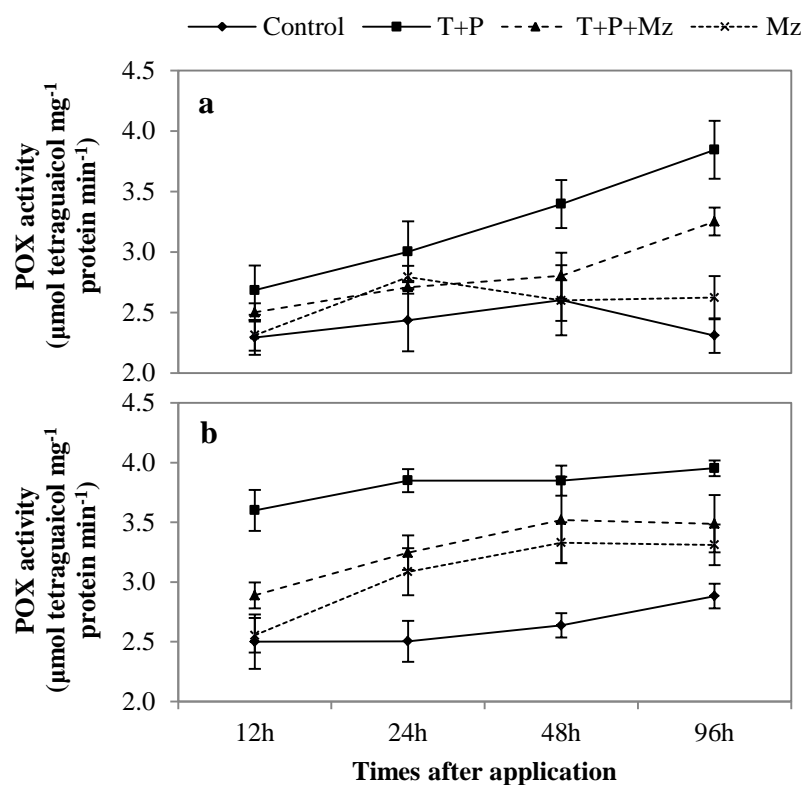 Control T+P T+P+Mz Mz
a
4.5
4.0
3.5
3.0
2.5
2.0
POX activity
(µmol tetraguaicol mg-1
protein min-1)
b
4.5
4.0
3.5
3.0
2.5
2.0
POX activity
(µmol tetraguaicol mg-1
protein min-1)
12h 24h 48h 96h
Times after application